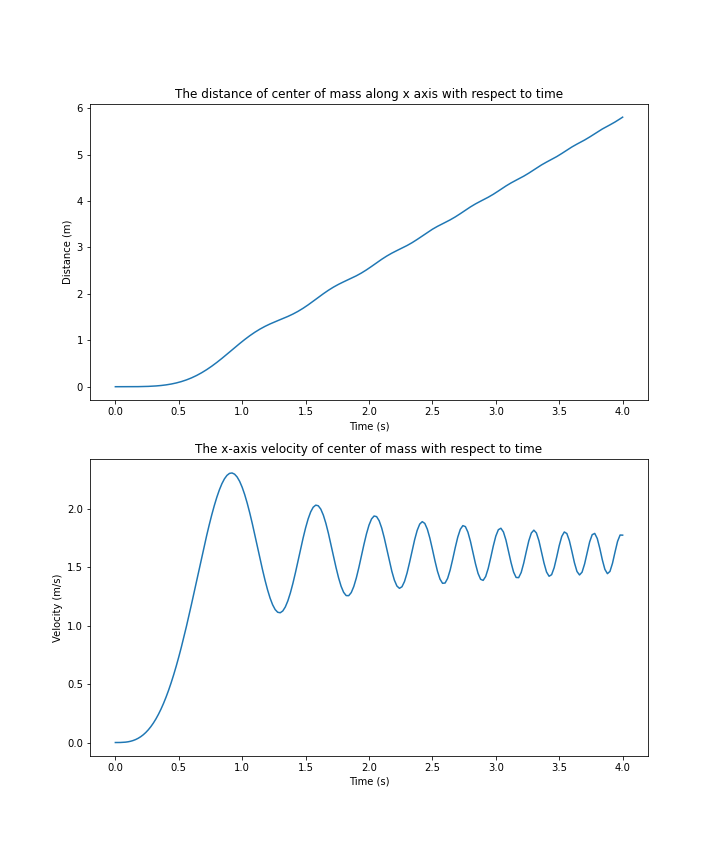 The distance of center of mass along x axis with respect to time
6
5
4
3
2
1
0
Distance (m)
0.0 0.5 1.0 1.5 2.0 2.5 3.0 3.5 4.0
Time (s)
The x-axis velocity of center of mass with respect to time
2.0
1.5
1.0
0.5
0.0
Velocity (m/s)
0.0 0.5 1.0 1.5 2.0 2.5 3.0 3.5 4.0
Time (s)